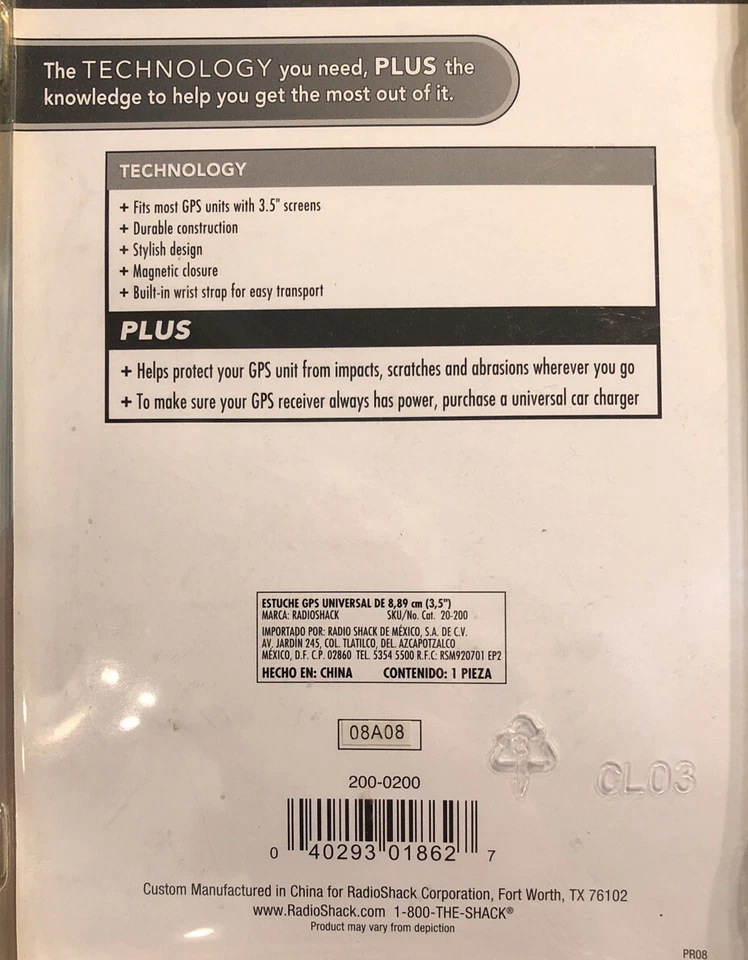 The TECHNOLOGY you need, PLUS the
knowledge to help you get the most out of it.
TECHNOLOGY
+ Fits most GPS units with 3.5" screens
+ Durable construction
+ Stylish design
+ Magnetic closure
+ Built-in wrist strap for easy transport
PLUS
+ Helps protect your GPS unit from impacts, scratches and abrasions wherever you go
+ To make sure your GPS receiver always has power, purchase a universal car charger
ESTUCHE GPS UNIVERSAL DE 8,89 cm (3,5")
MARCA: RADIOSHACK SKU/No. Cat. 20-200
IMPORTADO POR: RADIO SHACK DE MÉXICO, S.A. DE C.V.
AV. JARDÍN 245, COL. TLATILCO, DEL. AZCAPOTZALCO
MÉXICO, D.F. C.P. 02860 TEL. 5354 5500 R.F.C: RSM920701 EP2
HECHO EN: CHINA CONTENIDO: 1 PIEZA
08A08
3
CL03
200-0200
0 40293 01862 7
Custom Manufactured in China for RadioShack Corporation, Fort Worth, TX 76102
www.RadioShack.com 1-800-THE-SHACK®
Product may vary from depiction
PR08